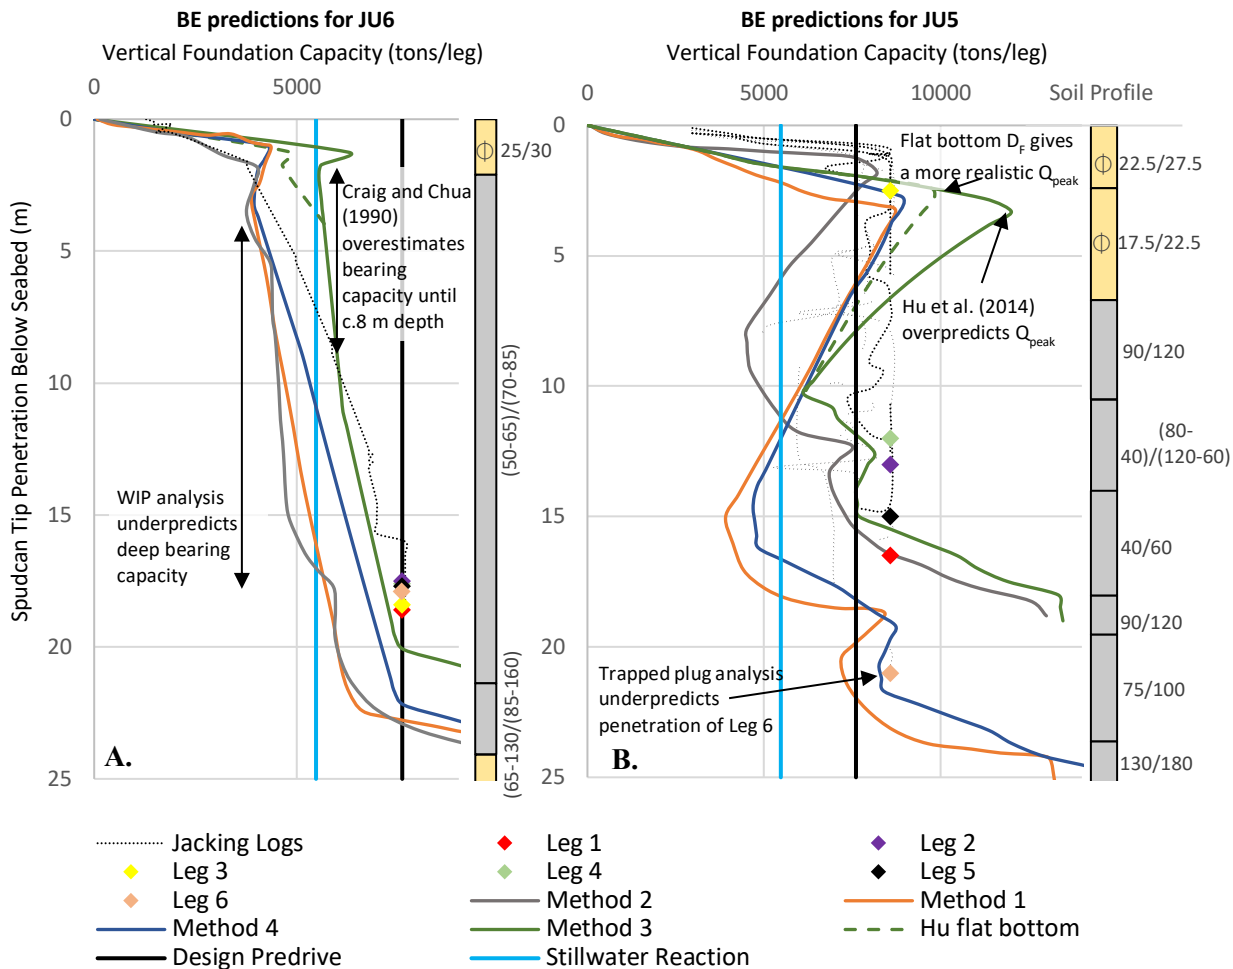 BE predictions for JU6
Vertical Foundation Capacity (tons/leg)
0
5000
Spudcan Tip Penetration Below Seabed (m)
0
5
10
15
20
25
Craig and Chua
(1990)
overestimates
bearing
capacity until
c.8 m depth
WIP analysis
underpredicts
deep bearing
capacity
A.
ϕ 25/30
(50-65)/(70-85)
(65-130/(85-160)
BE predictions for JU5
Vertical Foundation Capacity (tons/leg)
0
5000
10000
Soil Profile
0
5
10
15
20
25
Flat bottom DF gives
a more realistic Qpeak
Hu et al. (2014)
overpredicts Qpeak
Trapped plug analysis
underpredicts
penetration of Leg 6
B.
ϕ 22.5/27.5
ϕ 17.5/22.5
90/120
(80-
40)/(120-60)
40/60
90/120
75/100
130/180
Jacking Logs
Leg 1
Leg 2
Leg 3
Leg 4
Leg 5
Leg 6
Method 2
Method 1
Method 4
Method 3
Hu flat bottom
Design Predrive
Stillwater Reaction